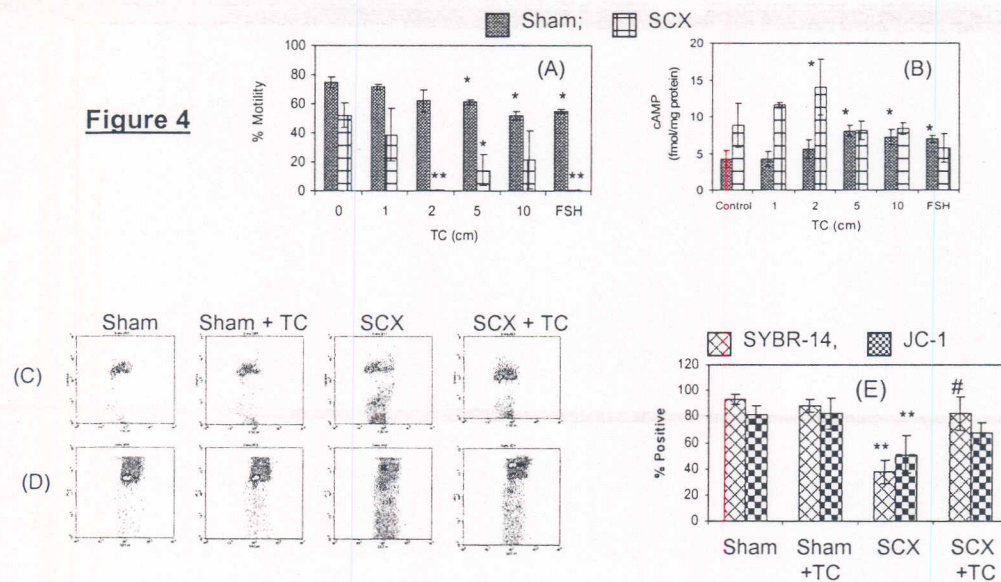 Sham; SCX
Figure 4
(A)
% Motility
100
80
60
40
20
0
* * *
** * **
0 1 2 5 10 FSH
TC (cm)
(B)
cAMP
(fmol/mg protein)
20
15
10
5
0
* * * *
Control 1 2 5 10 FSH
TC (cm)
Sham Sham + TC SCX SCX + TC
(C)
(D)
SYBR-14, JC-1
(E)
% Positive
120
100
80
60
40
20
0
** ** #
Sham Sham SCX SCX
+TC +TC